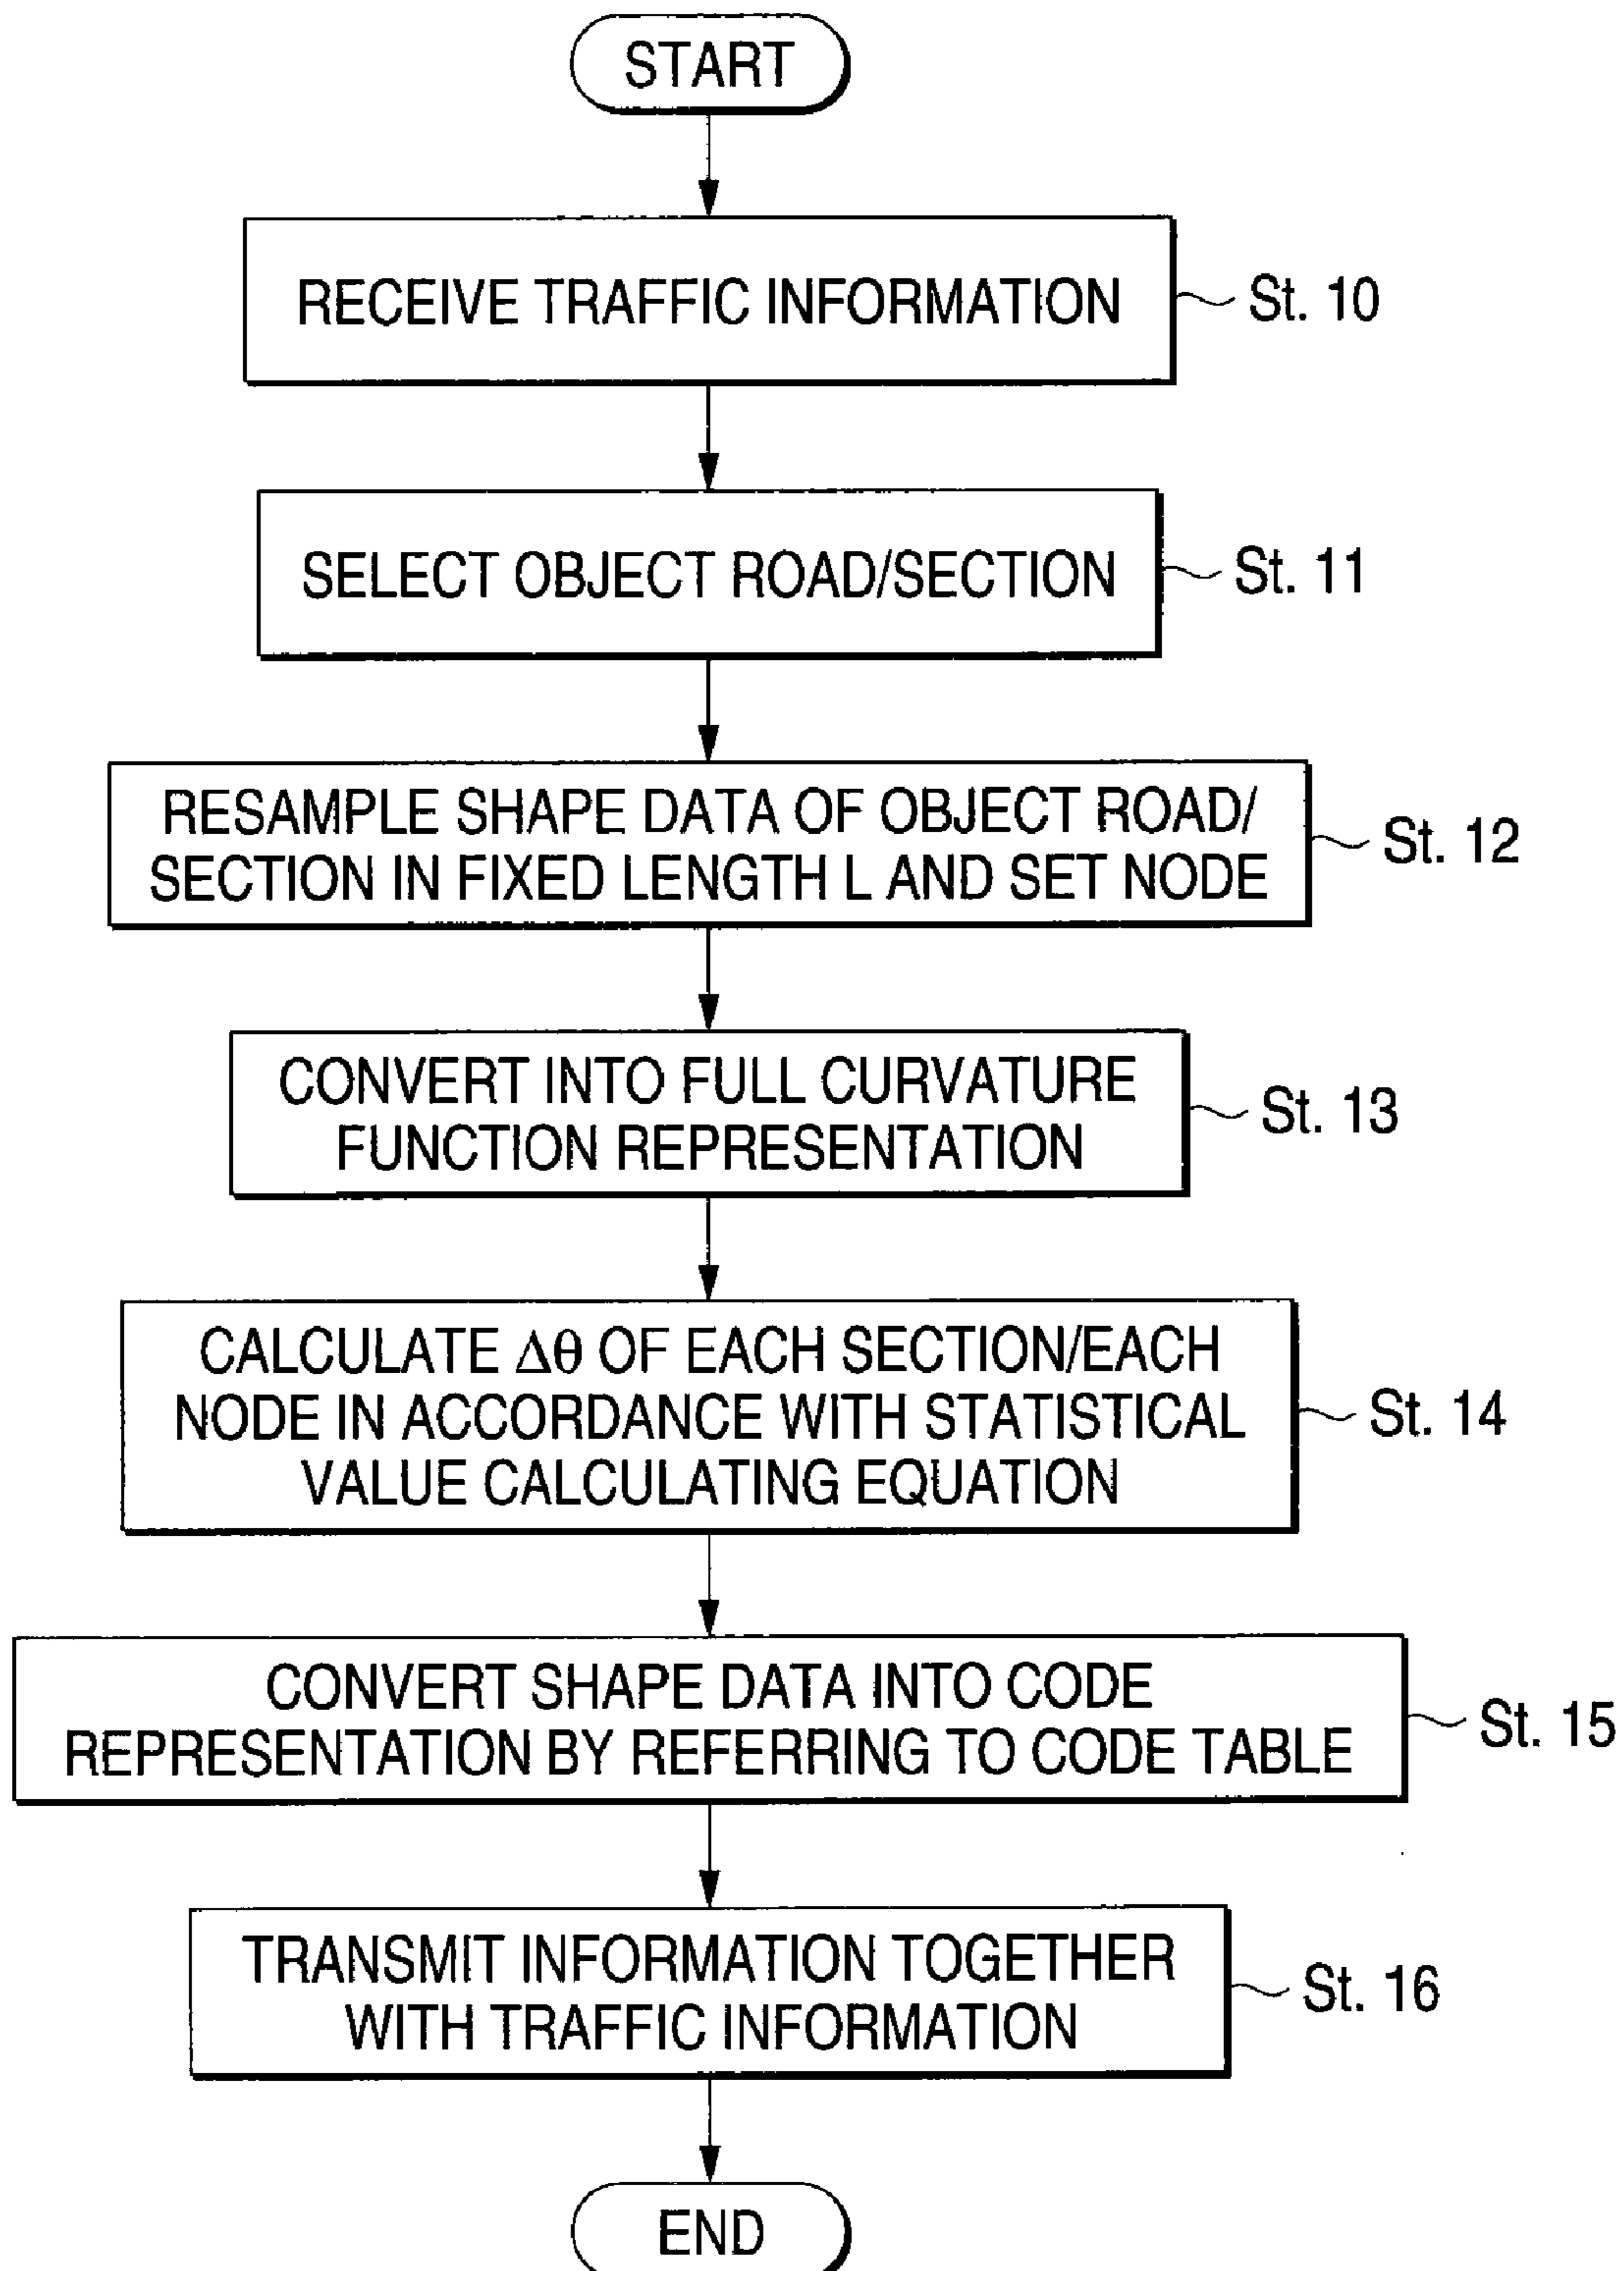 START
RECEIVE TRAFFIC INFORMATION
St. 10
SELECT OBJECT ROAD/SECTION
St. 11
RESAMPLE SHAPE DATA OF OBJECT ROAD/
SECTION IN FIXED LENGTH L AND SET NODE
St. 12
CONVERT INTO FULL CURVATURE
FUNCTION REPRESENTATION
St. 13
CALCULATE Δθ OF EACH SECTION/EACH
NODE IN ACCORDANCE WITH STATISTICAL
VALUE CALCULATING EQUATION
St. 14
CONVERT SHAPE DATA INTO CODE
REPRESENTATION BY REFERRING TO CODE TABLE
St. 15
TRANSMIT INFORMATION TOGETHER
WITH TRAFFIC INFORMATION
St. 16
END